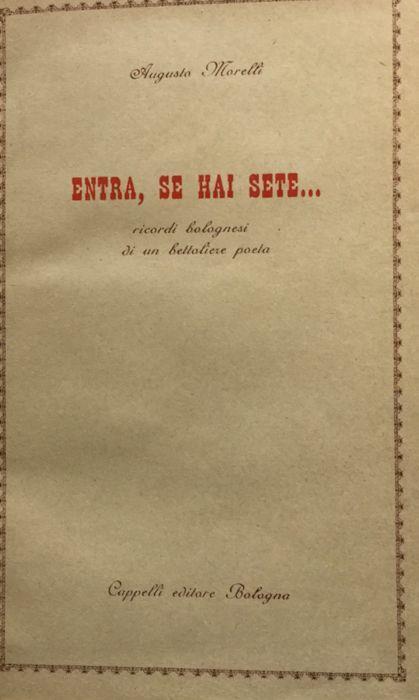 Augusto Morelli
ENTRA, SE HAI SETE...
ricordi bolognesi
di un bettoliere poeta
Cappelli editore Bologna